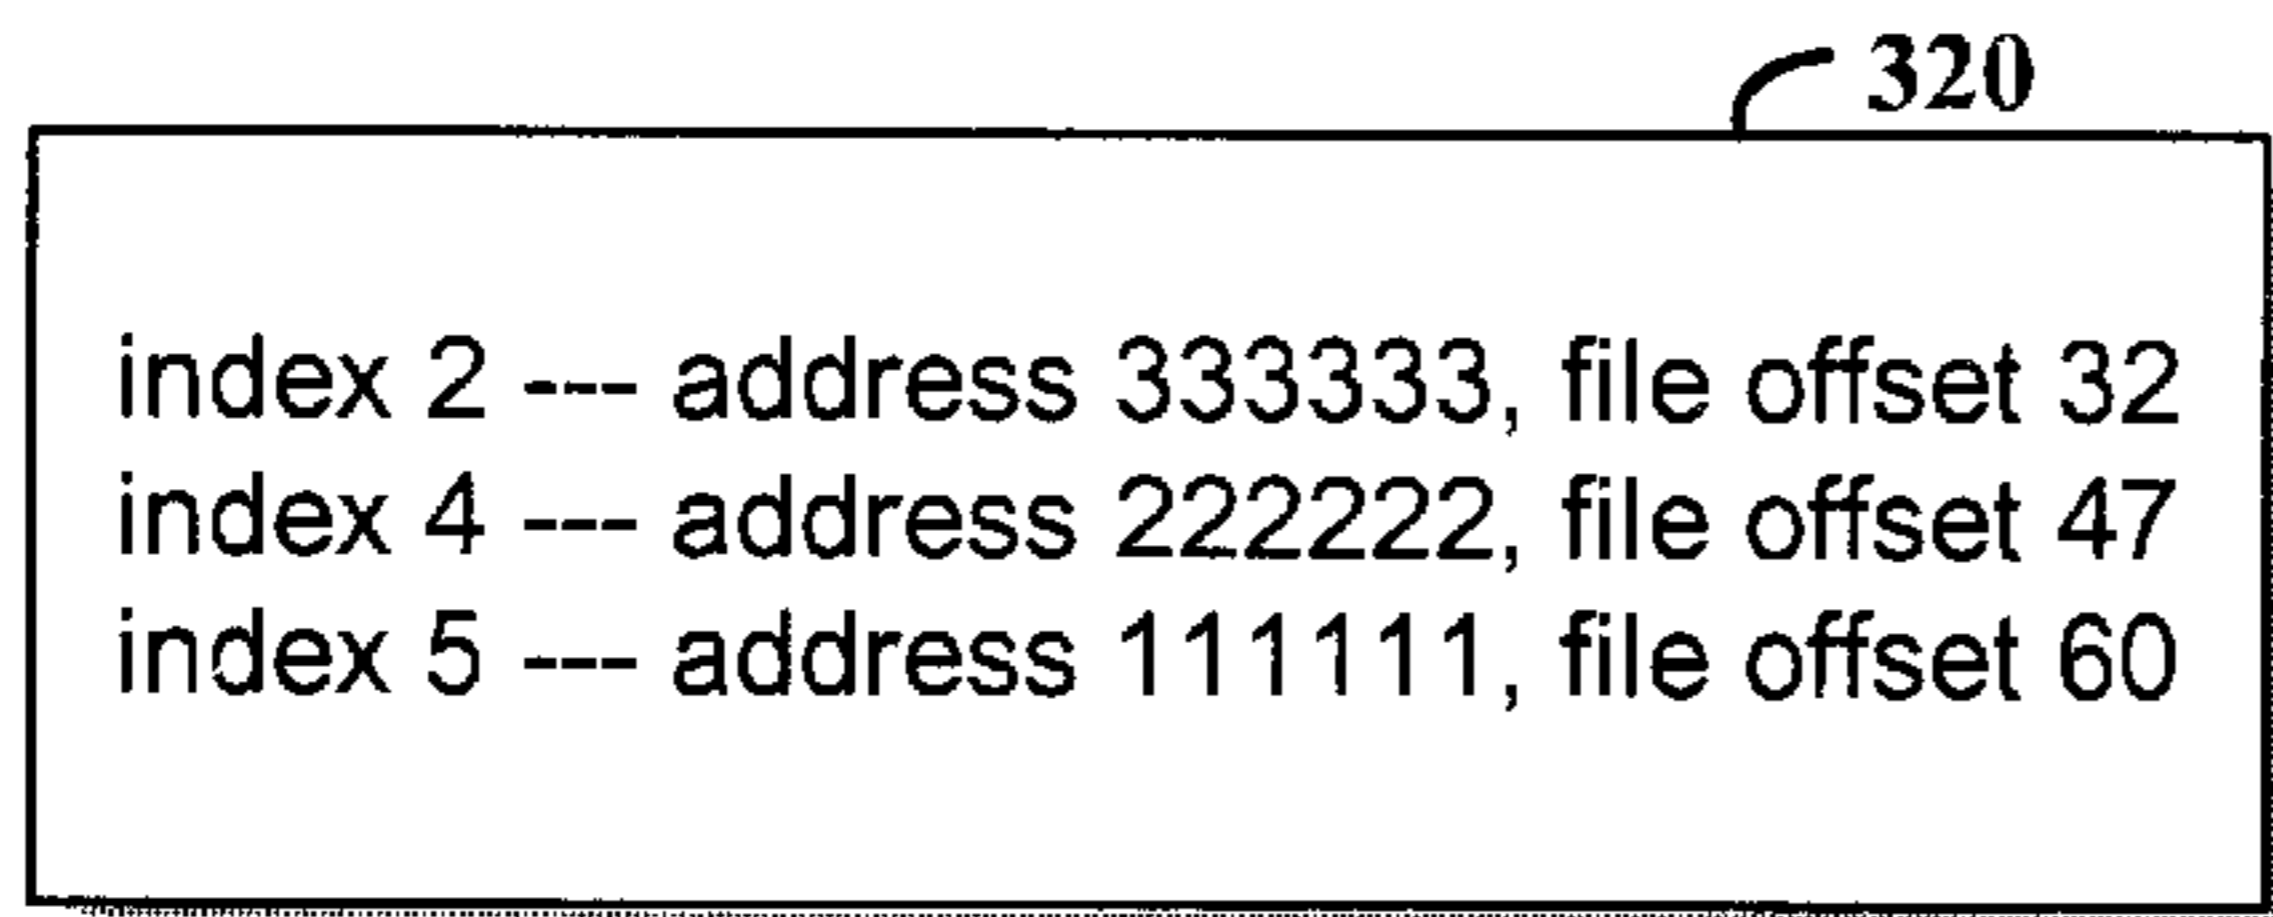 320
index 2 --- address 333333, file offset 32
index 4 --- address 222222, file offset 47
index 5 --- address 111111, file offset 60